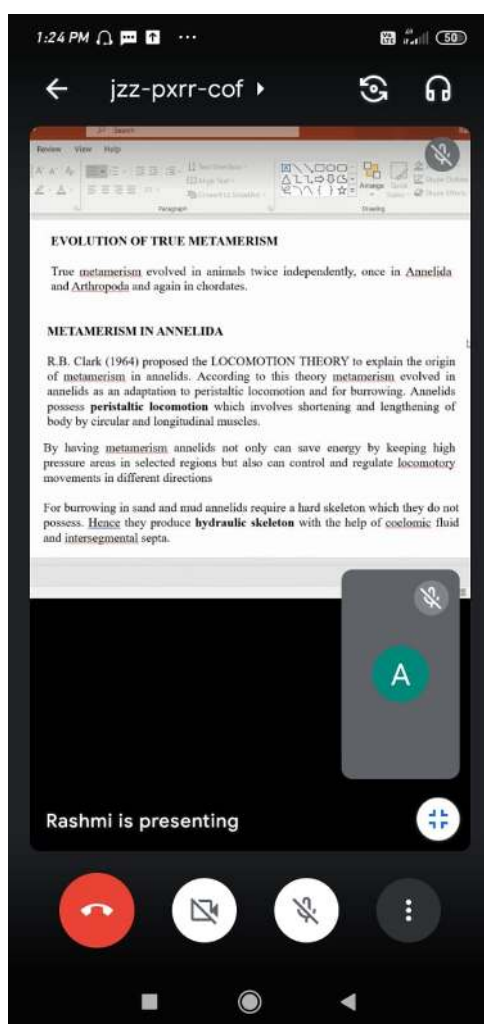 1:24 PM ...
Vo LTE 4G 50
jzz-pxrr-cof
Search
Review View Help
Arrange
Paragraph
Drawing
EVOLUTION OF TRUE METAMERISM
True metamerism evolved in animals twice independently, once in Annelida
and Arthropoda and again in chordates.
METAMERISM IN ANNELIDA
R.B. Clark (1964) proposed the LOCOMOTION THEORY to explain the origin
of metamerism in annelids. According to this theory metamerism evolved in
annelids as an adaptation to peristaltic locomotion and for burrowing. Annelids
possess peristaltic locomotion which involves shortening and lengthening of
body by circular and longitudinal muscles.
By having metamerism annelids not only can save energy by keeping high
pressure areas in selected regions but also can control and regulate locomotory
movements in different directions
For burrowing in sand and mud annelids require a hard skeleton which they do not
possess. Hence they produce hydraulic skeleton with the help of coelomic fluid
and intersegmental septa.
A
Rashmi is presenting